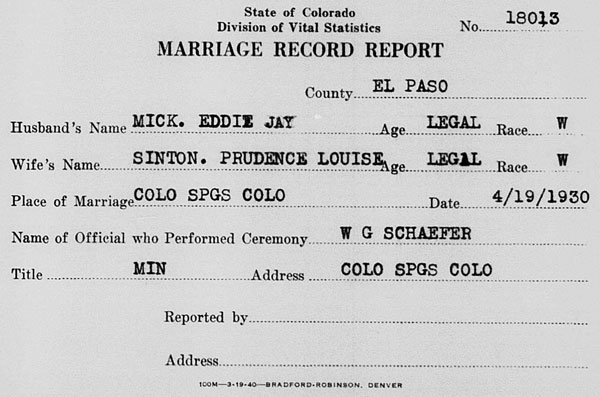 State of Colorado
Division of Vital Statistics
No. 18013
MARRIAGE RECORD REPORT
County EL PASO
Husband's Name MICK. EDDIE JAY Age LEGAL Race W
Wife's Name SINTON. PRUDENCE LOUISE Age LEGAL Race W
Place of Marriage COLO SPGS COLO Date 4/19/1930
Name of Official who Performed Ceremony W G SCHAEFER
Title MIN Address COLO SPGS COLO
Reported by
Address
100M—3-19-40—BRADFORD-ROBINSON, DENVER